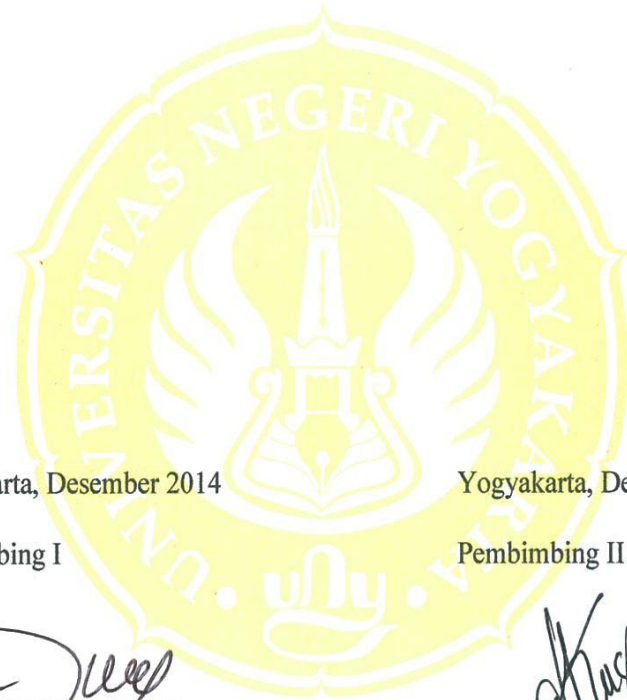 UNIVERSITAS NEGERI YOGYAKARTA
arta, Desember 2014
Yogyakarta, De
bing I
Pembimbing II
uny